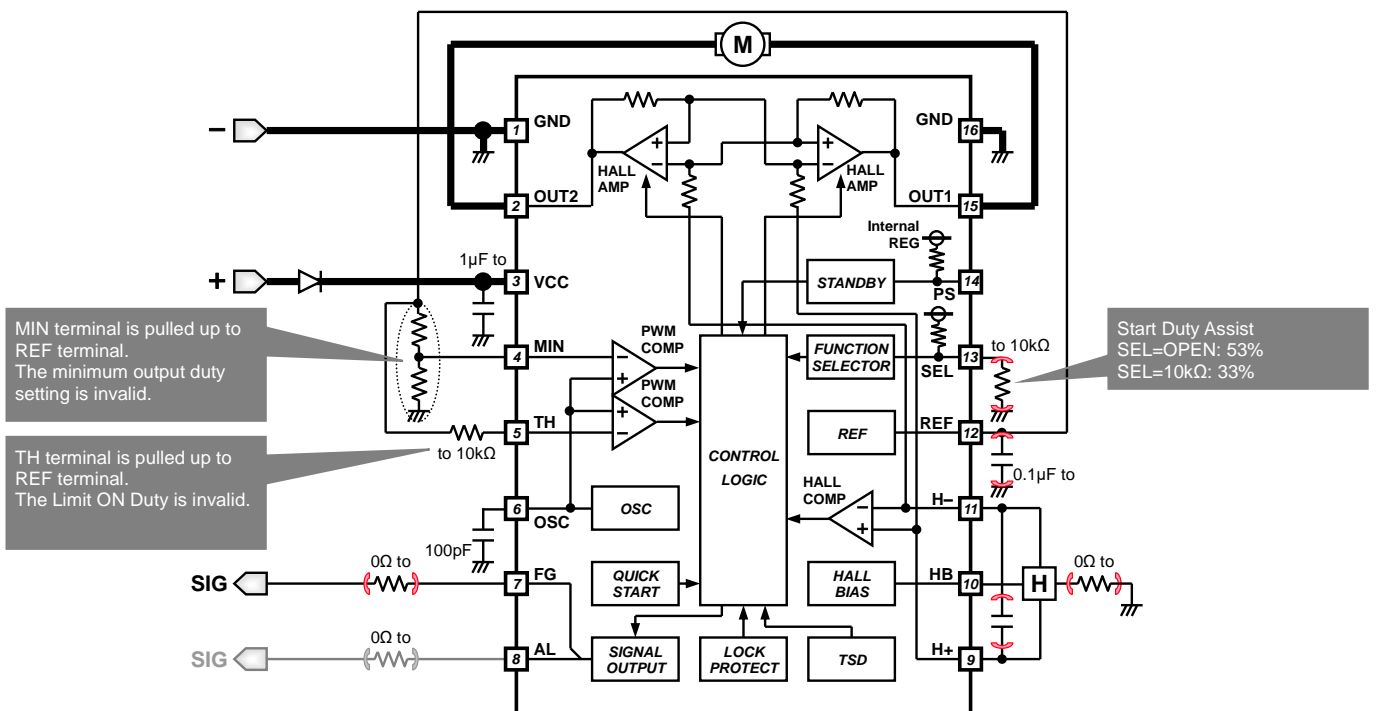 M
−
1
GND
GND
16
HALL
AMP
HALL
AMP
2
OUT2
OUT1
15
Internal
REG
+
1µF to
3
VCC
STANDBY
PS
14
MIN terminal is pulled up to
REF terminal.
The minimum output duty
setting is invalid.
4
MIN
PWM
COMP
PWM
COMP
FUNCTION
SELECTOR
SEL
13
to 10kΩ
Start Duty Assist
SEL=OPEN: 53%
SEL=10kΩ: 33%
TH terminal is pulled up to
REF terminal.
The Limit ON Duty is invalid.
to 10kΩ
5
TH
CONTROL
LOGIC
REF
REF
12
0.1µF to
100pF
6
OSC
OSC
HALL
COMP
H−
11
SIG
0Ω to
7
FG
QUICK
START
HALL
BIAS
HB
10
H
0Ω to
SIG
0Ω to
8
AL
SIGNAL
OUTPUT
LOCK
PROTECT
TSD
H+
9
+
−
+
−
−
+
+
−
−
+